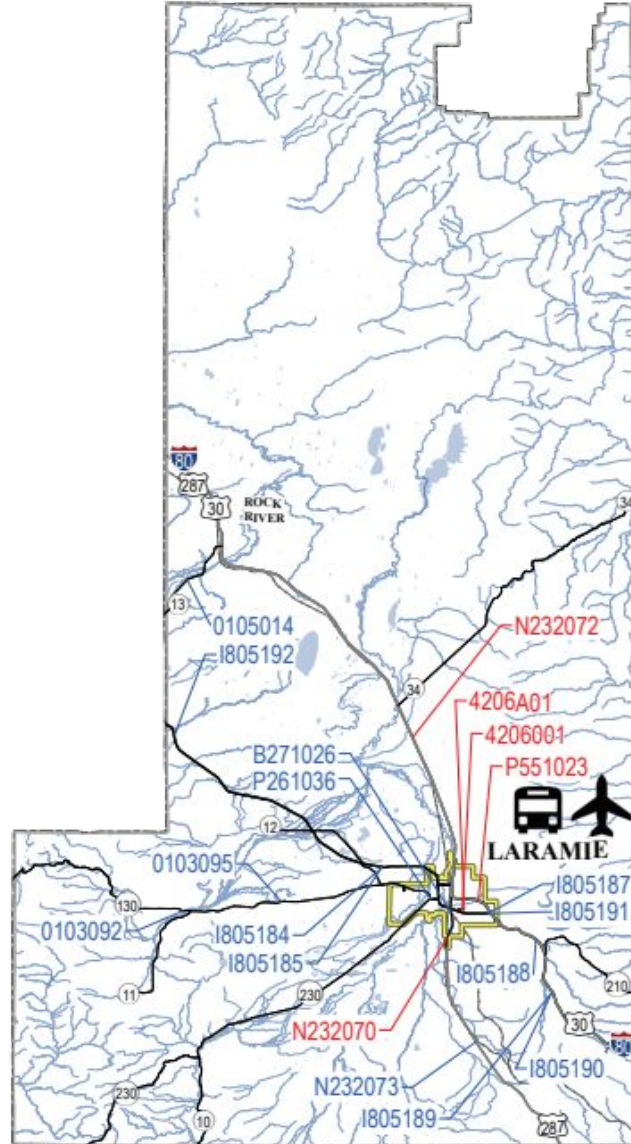 80
287
30
ROCK
RIVER
34
13
0105014
N232072
I805192
34
4206A01
4206001
B271026
P551023
P261036
12
LARAMIE
0103095
I805187
130
I805191
0103092
I805184
I805185
I805188
11
230
210
30
N232070
80
I805190
N232073
230
I805189
10
287